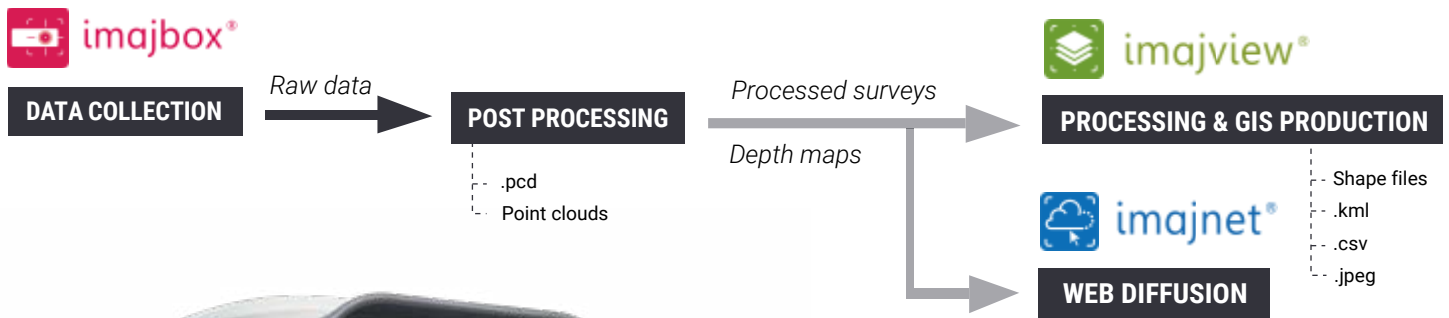 imajbox®
DATA COLLECTION
Raw data
POST PROCESSING
.pcd
Point clouds
Processed surveys
Depth maps
imajview®
PROCESSING & GIS PRODUCTION
Shape files
.kml
.csv
.jpeg
imajnet®
WEB DIFFUSION